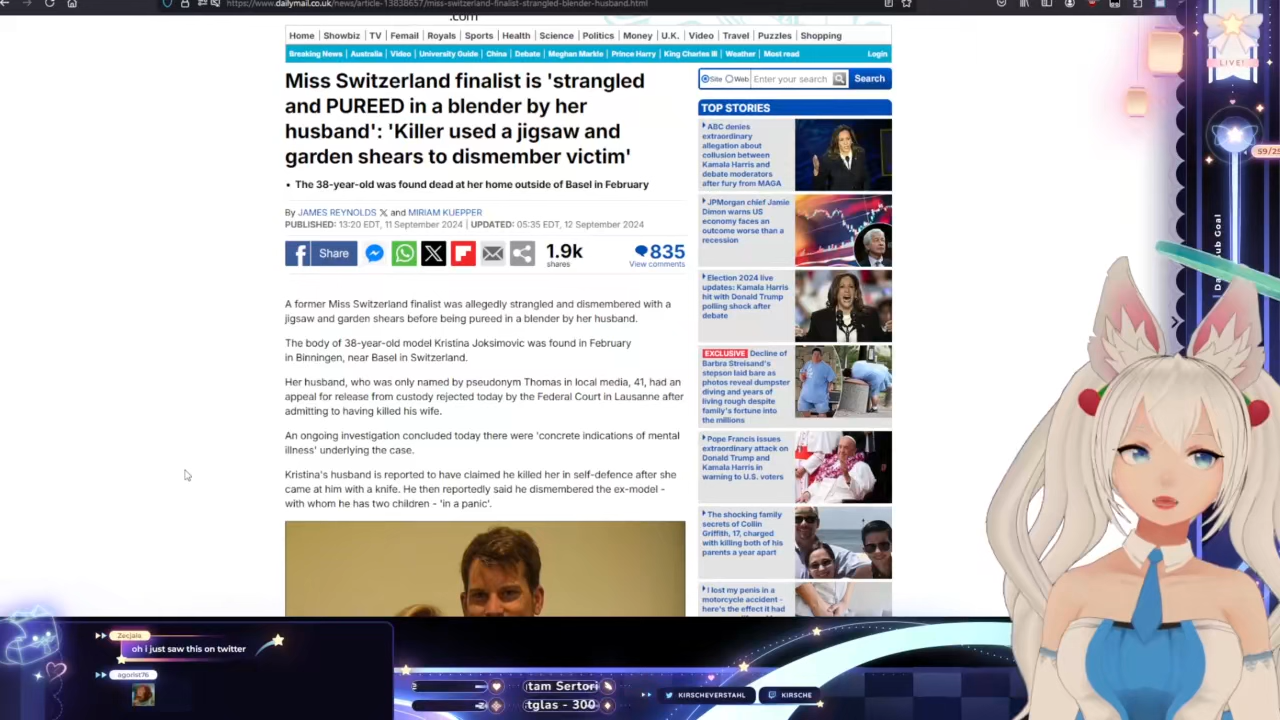 https://www.dailymail.co.uk/news/article-13838657/miss-switzerland-finalist-strangled-blender-husband.html
.com
Home Showbiz TV Femail Royals Sports Health Science Politics Money U.K. Video Travel Puzzles Shopping
Breaking News Australia Video University Guide China Debate Meghan Markle Prince Harry King Charles III Weather Most read Login
Miss Switzerland finalist is 'strangled
and PUREED in a blender by her
husband': 'Killer used a jigsaw and
garden shears to dismember victim'
• The 38-year-old was found dead at her home outside of Basel in February
By JAMES REYNOLDS X and MIRIAM KUEPPER
PUBLISHED: 13:20 EDT, 11 September 2024 | UPDATED: 05:35 EDT, 12 September 2024
f Share
X
1.9k
shares
835
View comments
A former Miss Switzerland finalist was allegedly strangled and dismembered with a
jigsaw and garden shears before being pureed in a blender by her husband.
The body of 38-year-old model Kristina Joksimovic was found in February
in Binningen, near Basel in Switzerland.
Her husband, who was only named by pseudonym Thomas in local media, 41, had an
appeal for release from custody rejected today by the Federal Court in Lausanne after
admitting to having killed his wife.
An ongoing investigation concluded today there were 'concrete indications of mental
illness' underlying the case.
Kristina's husband is reported to have claimed he killed her in self-defence after she
came at him with a knife. He then reportedly said he dismembered the ex-model -
with whom he has two children - 'in a panic'.
Site Web Enter your search Search
TOP STORIES
ABC denies
extraordinary
allegation about
collusion between
Kamala Harris and
debate moderators
after fury from MAGA
JPMorgan chief Jamie
Dimon warns US
economy faces an
outcome worse than a
recession
Election 2024 live
updates: Kamala Harris
hit with Donald Trump
polling shock after
debate
EXCLUSIVE Decline of
Barbra Streisand's
stepson laid bare as
photos reveal dumpster
diving and years of
living rough despite
family's fortune into
the millions
Pope Francis issues
extraordinary attack on
Donald Trump and
Kamala Harris in
warning to U.S. voters
The shocking family
secrets of Collin
Griffith, 17, charged
with killing both of his
parents a year apart
I lost my penis in a
motorcycle accident -
here's the effect it had
LIVE!
59/25
Sub Goal
Zecjala
oh i just saw this on twitter
agorist76
tam Sertori
tglas - 300
KIRSCHEVERSTAHL
KIRSCHE